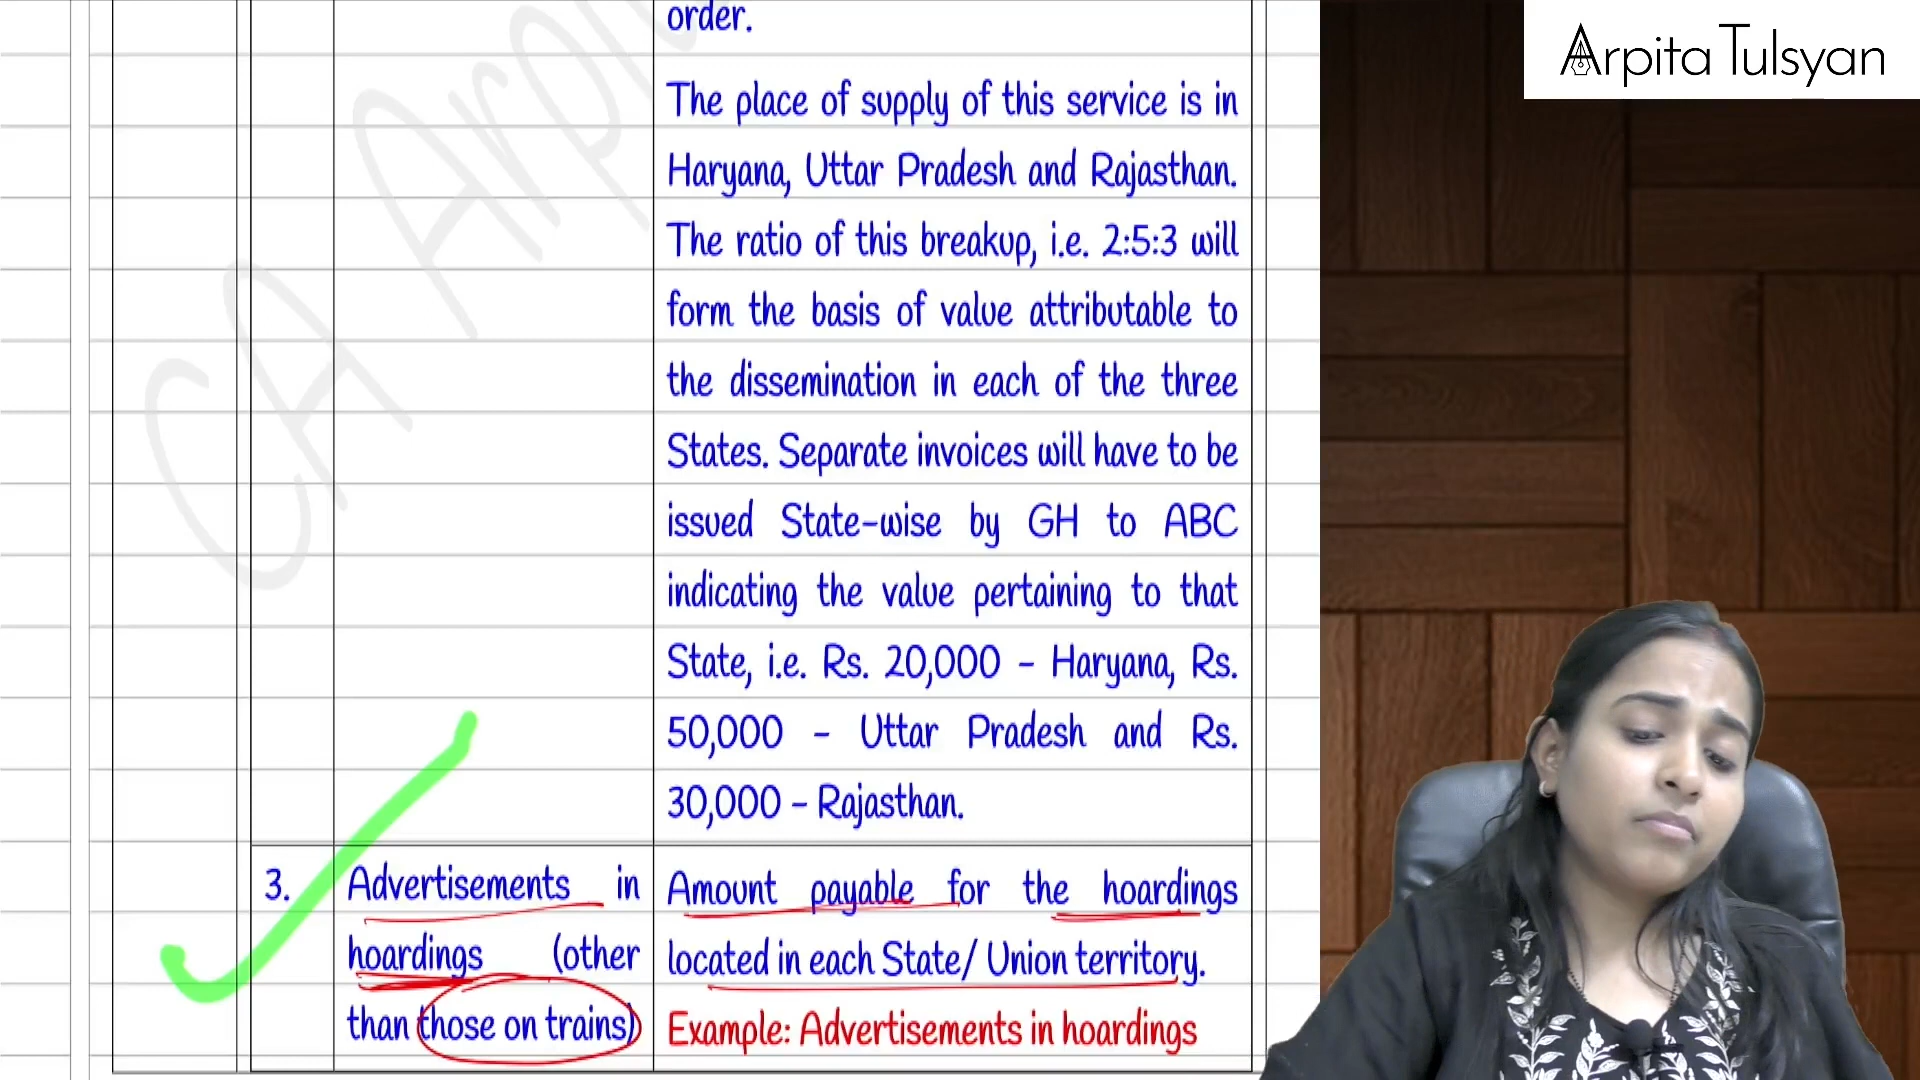 order.
Arpita Tulsyan
The place of supply of this service is in
Haryana, Uttar Pradesh and Rajasthan.
The ratio of this breakup, i.e. 2:5:3 will
form the basis of value attributable to
the dissemination in each of the three
States. Separate invoices will have to be
issued State-wise by GH to ABC
indicating the value pertaining to that
State, i.e. Rs. 20,000 - Haryana, Rs.
50,000 - Uttar Pradesh and Rs.
30,000 - Rajasthan.
3. Advertisements in
hoardings (other
than those on trains)
Amount payable for the hoardings
located in each State/ Union territory.
Example: Advertisements in hoardings
CA Arpi